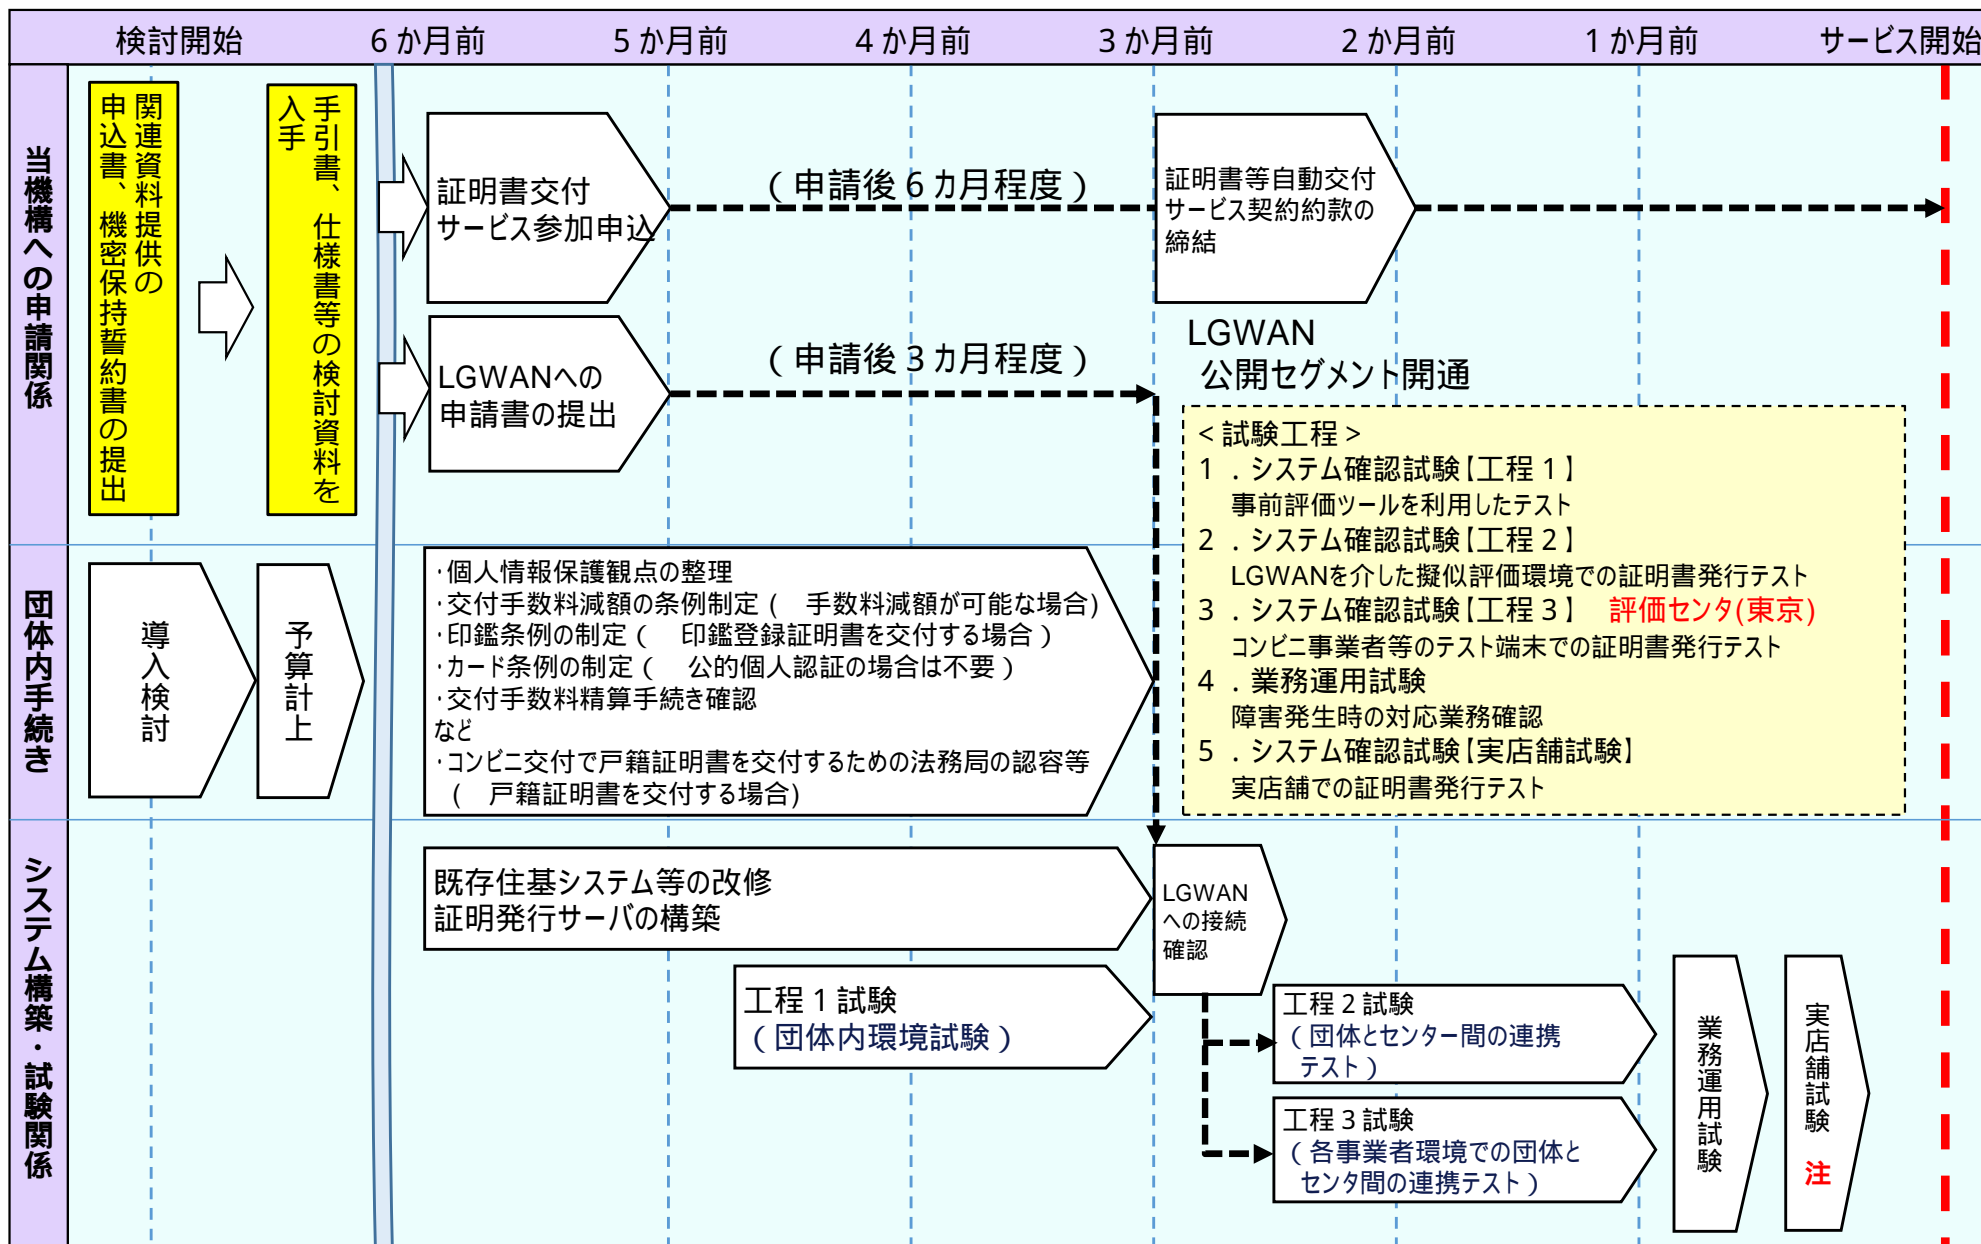 検討開始
6か月前
5か月前
4か月前
3か月前
2か月前
1か月前
サービス開始
当機構への申請関係
関連資料提供の
申込書、機密保持誓約書の提出
手引書、仕様書等の検討資料を
入手
証明書交付
サービス参加申込
(申請後6カ月程度)
証明書等自動交付
サービス契約約款の
締結
LGWANへの
申請書の提出
(申請後3カ月程度)
LGWAN
公開セグメント開通
<試験工程>
1.システム確認試験【工程1】
事前評価ツールを利用したテスト
2.システム確認試験【工程2】
LGWANを介した擬似評価環境での証明書発行テスト
3.システム確認試験【工程3】 評価センタ(東京)
コンビニ事業者等のテスト端末での証明書発行テスト
4.業務運用試験
障害発生時の対応業務確認
5.システム確認試験【実店舗試験】
実店舗での証明書発行テスト
団体内手続き
導入検討
予算計上
・個人情報保護観点の整理
・交付手数料減額の条例制定( 手数料減額が可能な場合)
・印鑑条例の制定( 印鑑登録証明書を交付する場合)
・カード条例の制定( 公的個人認証の場合は不要)
・交付手数料精算手続き確認
など
・コンビニ交付で戸籍証明書を交付するための法務局の認容等
( 戸籍証明書を交付する場合)
システム構築・試験関係
既存住基システム等の改修
証明発行サーバの構築
LGWAN
への接続
確認
工程1試験
(団体内環境試験)
工程2試験
(団体とセンター間の連携
テスト)
工程3試験
(各事業者環境での団体と
センタ間の連携テスト)
業務運用試験
実店舗試験 注